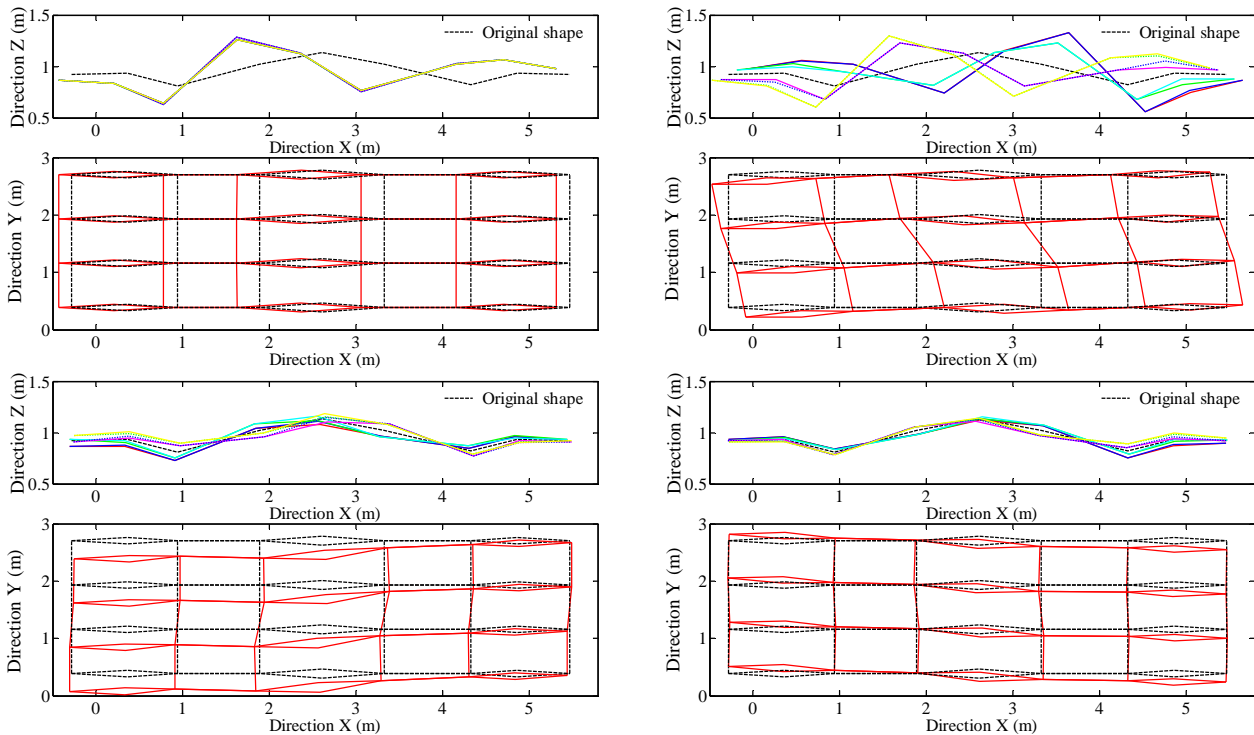 Direction Z (m)
1.5
1
0.5
Original shape
0 1 2 3 4 5
Direction X (m)
Direction Z (m)
1.5
1
0.5
Original shape
0 1 2 3 4 5
Direction X (m)
Direction Y (m)
3
2
1
0
0 1 2 3 4 5
Direction X (m)
Direction Y (m)
3
2
1
0
0 1 2 3 4 5
Direction X (m)
Direction Z (m)
1.5
1
0.5
Original shape
0 1 2 3 4 5
Direction X (m)
Direction Z (m)
1.5
1
0.5
Original shape
0 1 2 3 4 5
Direction X (m)
Direction Y (m)
3
2
1
0
0 1 2 3 4 5
Direction X (m)
Direction Y (m)
3
2
1
0
0 1 2 3 4 5
Direction X (m)